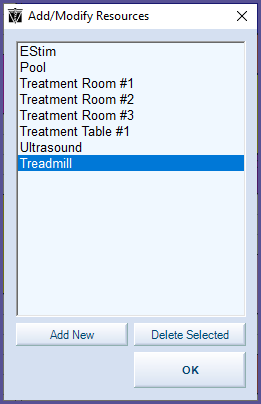 Add/Modify Resources
EStim
Pool
Treatment Room #1
Treatment Room #2
Treatment Room #3
Treatment Table #1
Ultrasound
Treadmill
Add New
Delete Selected
OK